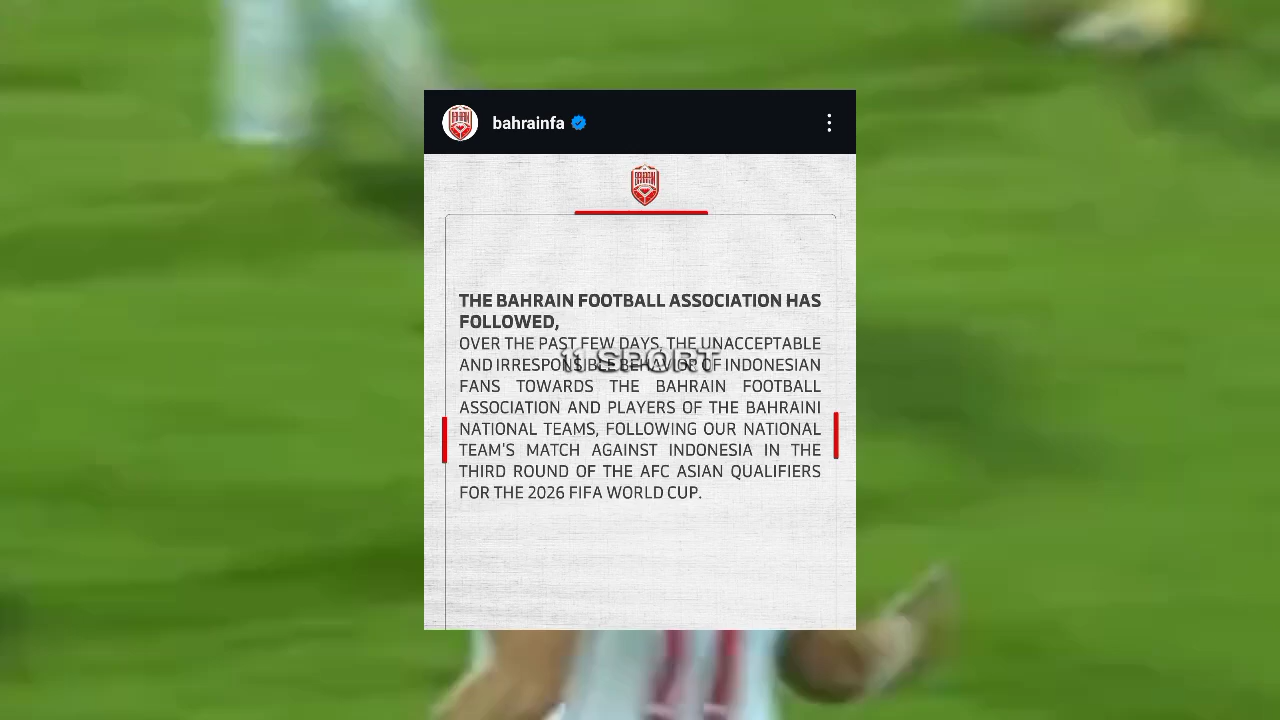 bahrainfa
THE BAHRAIN FOOTBALL ASSOCIATION HAS
FOLLOWED,
OVER THE PAST FEW DAYS, THE UNACCEPTABLE
AND IRRESPONSIBLE BEHAVIOR OF INDONESIAN
11 SPORT
FANS TOWARDS THE BAHRAIN FOOTBALL
ASSOCIATION AND PLAYERS OF THE BAHRAINI
NATIONAL TEAMS, FOLLOWING OUR NATIONAL
TEAM'S MATCH AGAINST INDONESIA IN THE
THIRD ROUND OF THE AFC ASIAN QUALIFIERS
FOR THE 2026 FIFA WORLD CUP.